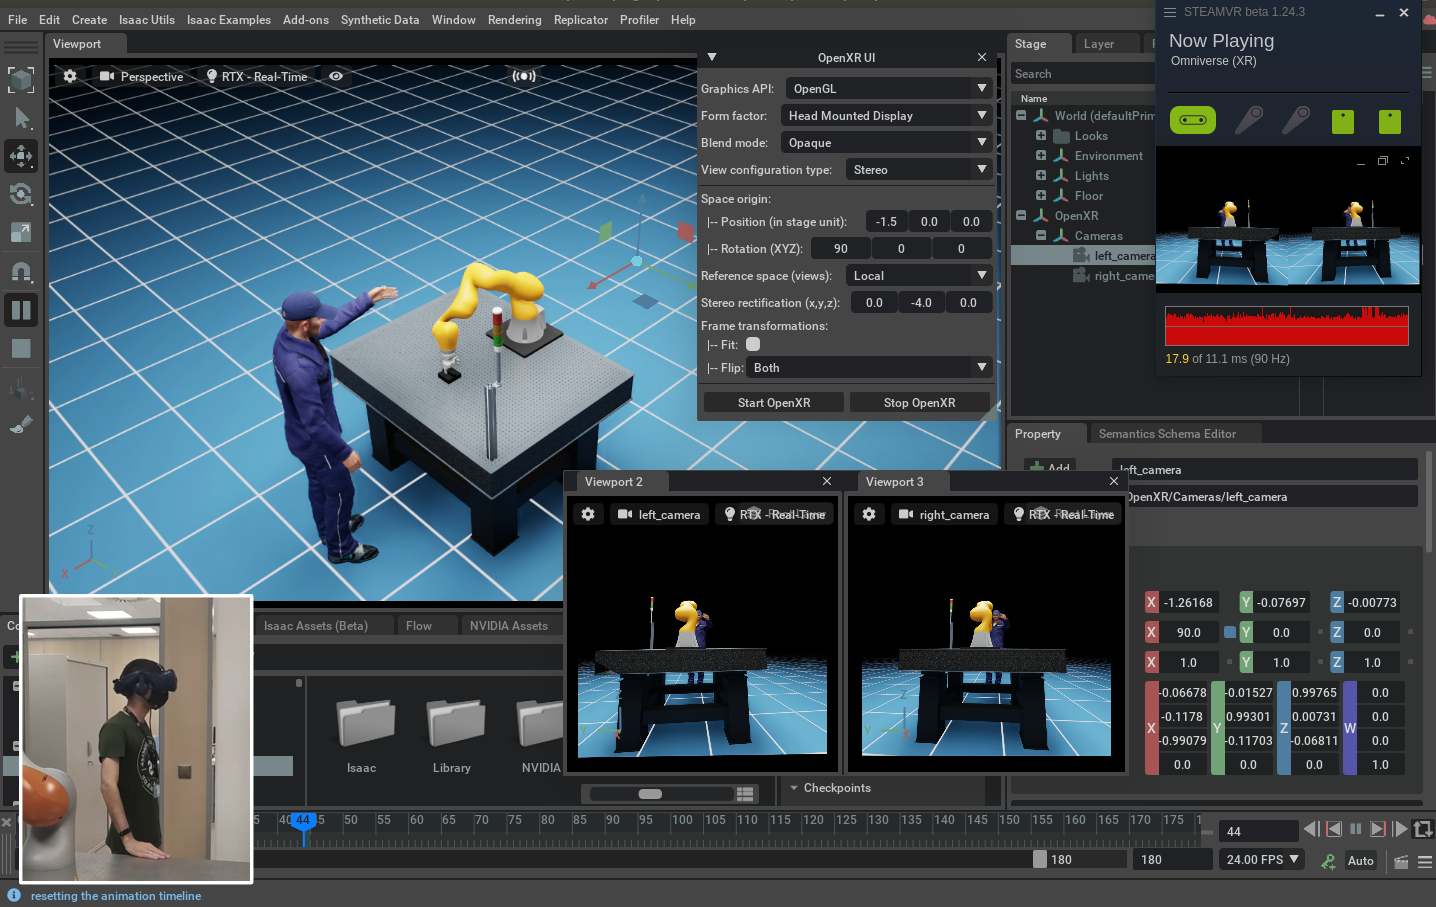 File Edit Create Isaac Utils Isaac Examples Add-ons Synthetic Data Window Rendering Replicator Profiler Help
STEAMVR beta 1.24.3
Now Playing
Omniverse (XR)
17.9 of 11.1 ms (90 Hz)
Viewport
Perspective
RTX - Real-Time
OpenXR UI
Graphics API: OpenGL
Form factor: Head Mounted Display
Blend mode: Opaque
View configuration type: Stereo
Space origin:
|-- Position (in stage unit): -1.5 0.0 0.0
|-- Rotation (XYZ): 90 0 0
Reference space (views): Local
Stereo rectification (x,y,z): 0.0 -4.0 0.0
Frame transformations:
|-- Fit:
|-- Flip: Both
Start OpenXR Stop OpenXR
Stage Layer
Search
Name
World (defaultPrim
Looks
Environment
Lights
Floor
OpenXR
Cameras
left_camera
right_came
Property Semantics Schema Editor
Add left_camera
OpenXR/Cameras/left_camera
X -1.26168 Y -0.07697 Z -0.00773
X 90.0 Y 0.0 Z 0.0
X 1.0 Y 1.0 Z 1.0
-0.06678 -0.01527 0.99765 0.0
-0.1178 0.99301 0.00731 0.0
X Y Z W
-0.99079 -0.11703 -0.06811 0.0
0.0 0.0 0.0 1.0
Viewport 2
left_camera
RTX - Real-Time
Viewport 3
right_camera
RTX - Real-Time
Z
X
Co
Isaac Assets (Beta) Flow NVIDIA Assets
Isaac Library NVIDIA
Checkpoints
5 40 44 45 50 55 60 65 70 75 80 85 90 95 100 105 110 115 120 125 130 135 140 145 150 155 160 165 170 175 1
44
180 180 24.00 FPS Auto
resetting the animation timeline